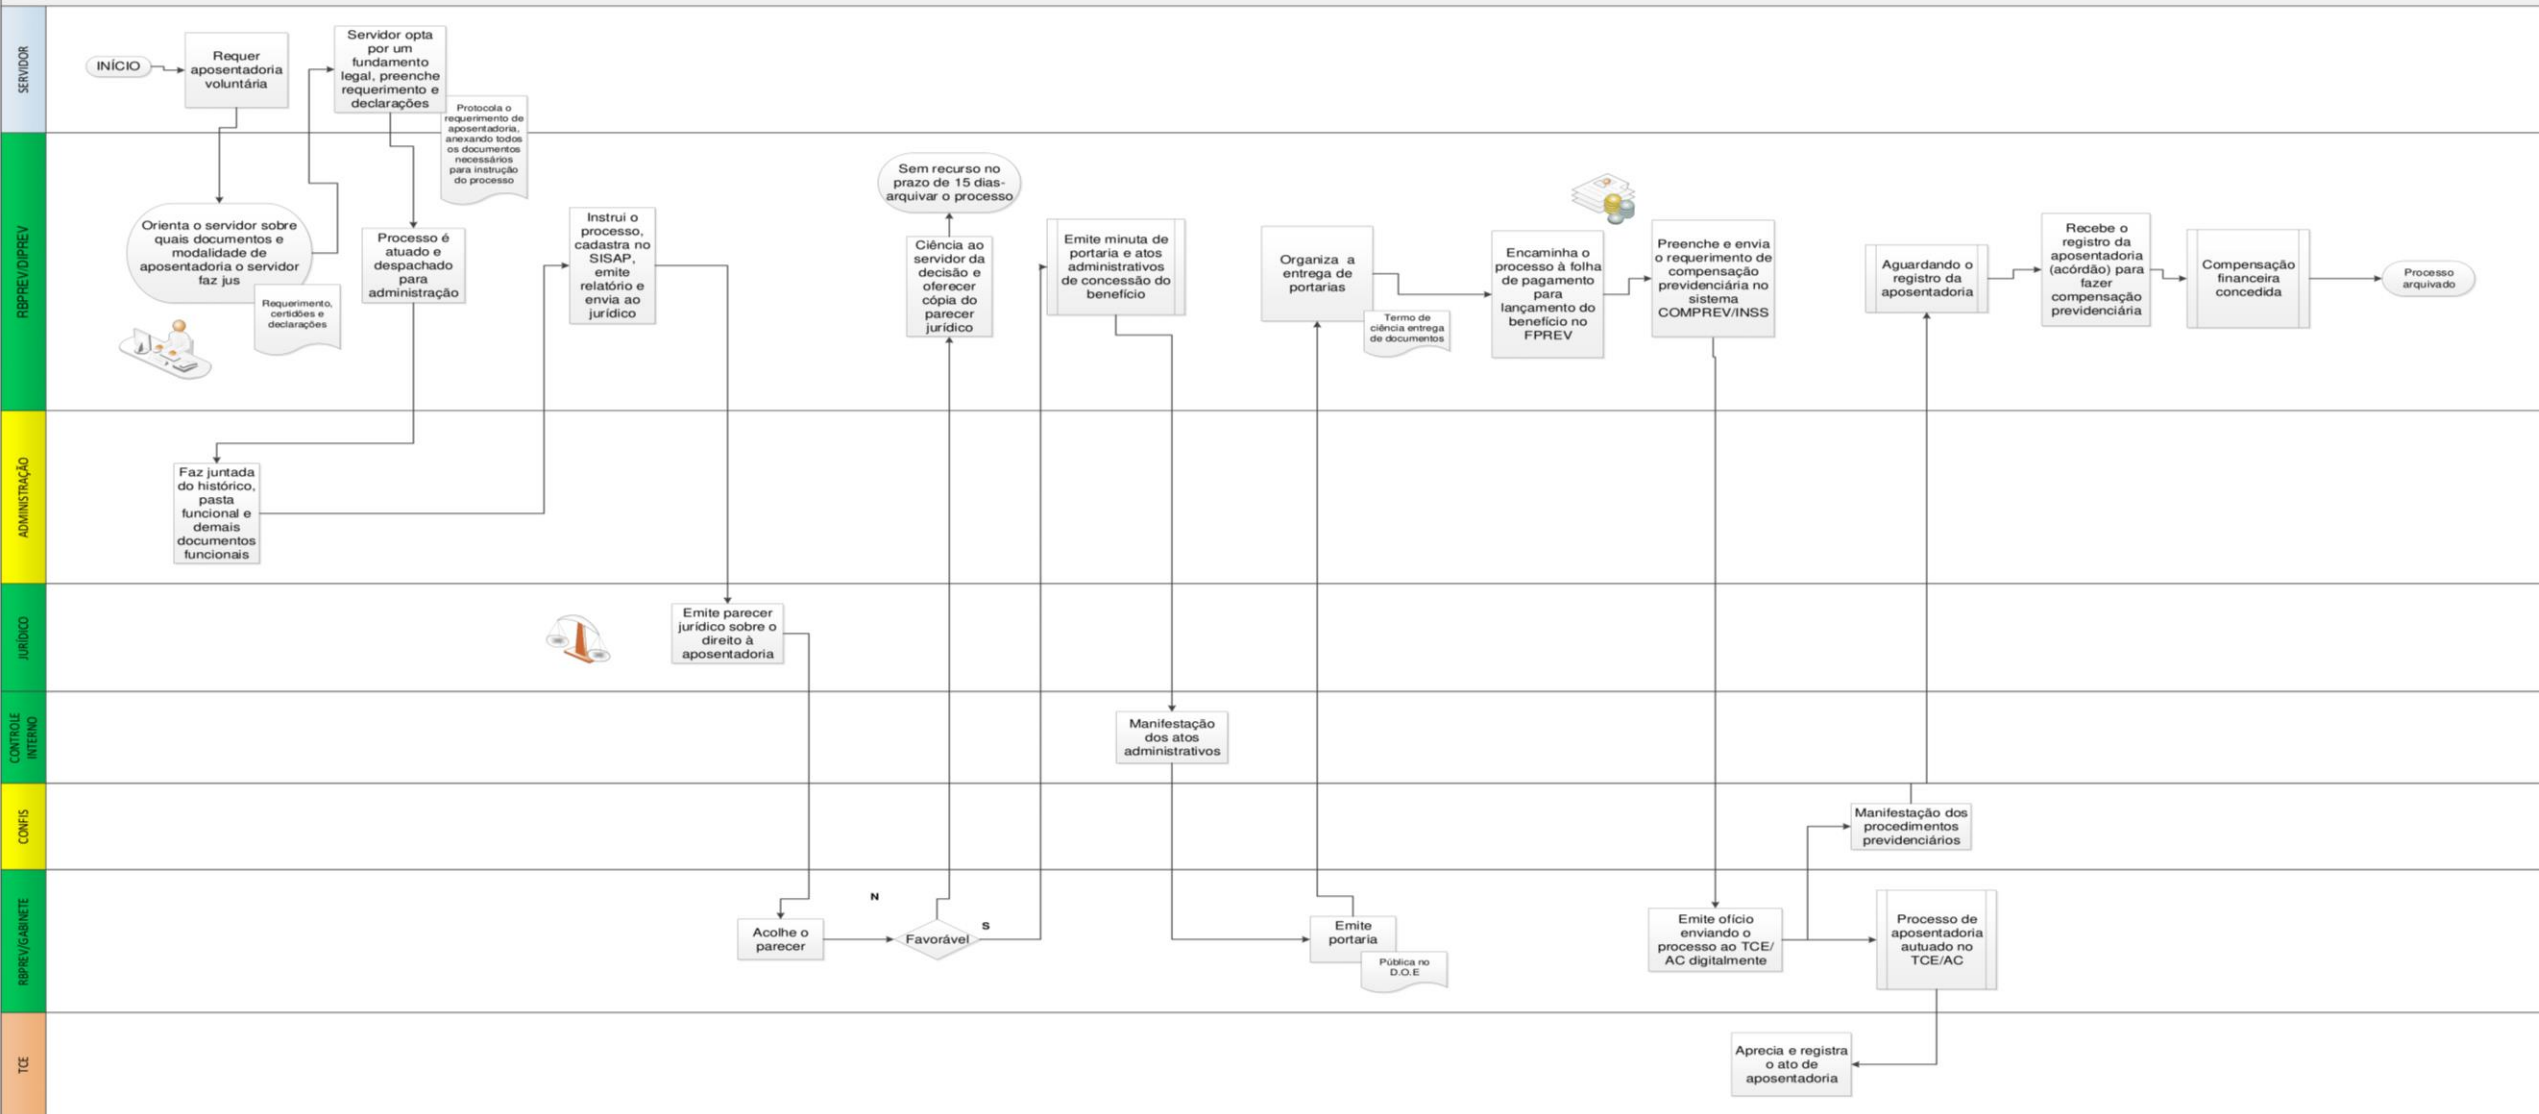 SERVIDOR
INÍCIO
Requer
aposentadoria
voluntária
Servidor opta
por um
fundamento
legal, preenche
requerimento e
declarações
Protocola o
requerimento de
aposentadoria,
anexando todos
os documentos
necessários
para instrução
do processo
RBPREV/DIPREV
Orienta o servidor sobre
quais documentos e
modalidade de
aposentadoria o servidor
faz jus
Requerimento,
certidões e
declarações
Processo é
atuado e
despachado
para
administração
Instrui o
processo,
cadastra no
SISAP,
emite
relatório e
envia ao
jurídico
Sem recurso no
prazo de 15 dias-
arquivar o processo
Ciência ao
servidor da
decisão e
oferecer
cópia do
parecer
jurídico
Emite minuta de
portaria e atos
administrativos
de concessão do
benefício
Organiza a
entrega de
portarias
Termo de
ciência entrega
de documentos
Encaminha o
processo à folha
de pagamento
para
lançamento do
benefício no
FPREV
Preenche e envia
o requerimento de
compensação
previdenciária no
sistema
COMPREV/INSS
Aguardando o
registro da
aposentadoria
Recebe o
registro da
aposentadoria
(acórdão) para
fazer
compensação
previdenciária
Compensação
financeira
concedida
Processo
arquivado
ADMINISTRAÇÃO
Faz juntada
do histórico,
pasta
funcional e
demais
documentos
funcionais
JURÍDICO
Emite parecer
jurídico sobre o
direito à
aposentadoria
CONTROLE
INTERNO
Manifestação
dos atos
administrativos
CONFIS
Manifestação dos
procedimentos
previdenciários
RBPREV/GABINETE
Acolhe o
parecer
N
Favorável
S
Emite
portaria
Pública no
D.O.E
Emite ofício
enviando o
processo ao TCE/
AC digitalmente
Processo de
aposentadoria
autuado no
TCE/AC
TCE
Aprecia e registra
o ato de
aposentadoria